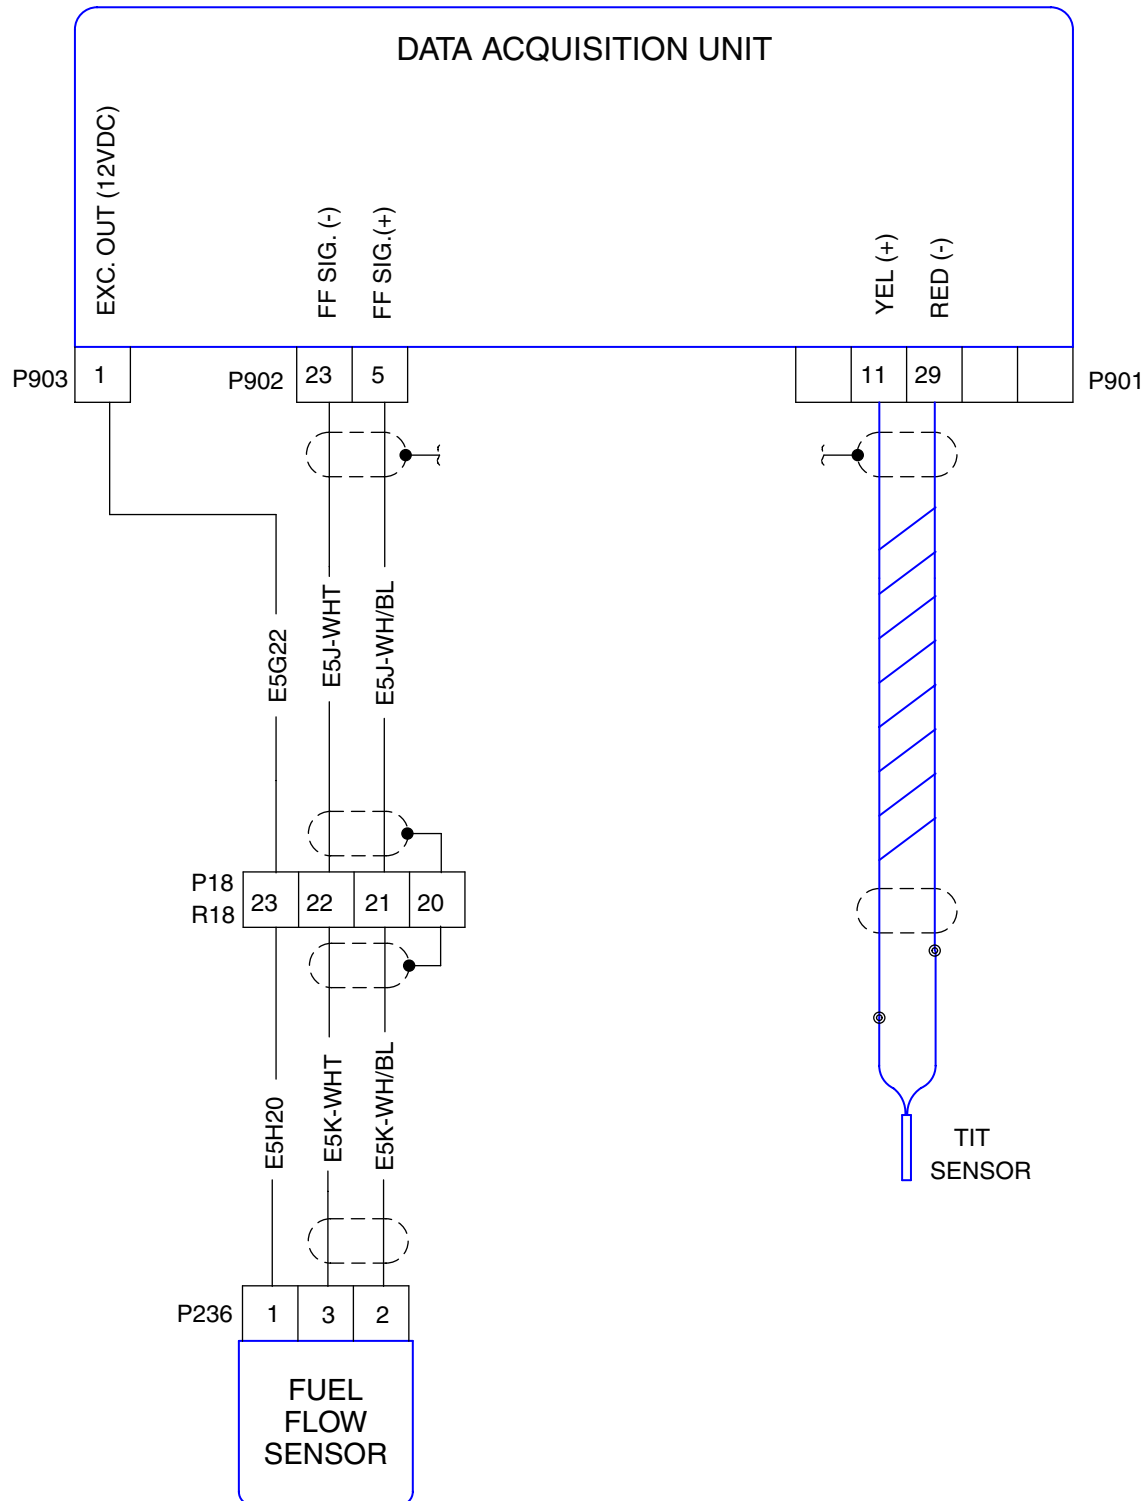 DATA ACQUISITION UNIT
EXC. OUT (12VDC)
FF SIG. (-)
FF SIG.(+)
YEL (+)
RED (-)
P903
1
P902
23
5
11
29
P901
E5G22
E5J-WHT
E5J-WH/BL
P18
R18
23
22
21
20
E5H20
E5K-WHT
E5K-WH/BL
TIT
SENSOR
P236
1
3
2
FUEL
FLOW
SENSOR